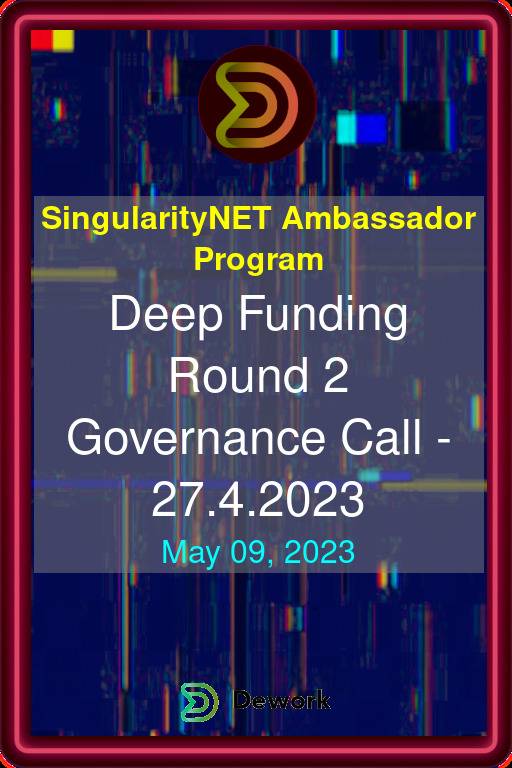 SingularityNET Ambassador
Program
Deep Funding
Round 2
Governance Call -
27.4.2023
May 09, 2023
Dework